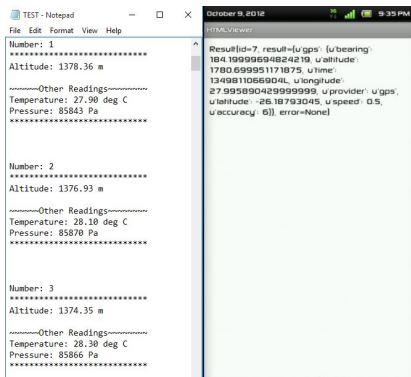 TEST - Notepad
File Edit Format View Help
Number: 1
*****************************
Altitude: 1378.36 m
~~~~~~Other Readings~~~~~~~~
Temperature: 27.90 deg C
Pressure: 85843 Pa
*****************************
Number: 2
*****************************
Altitude: 1376.93 m
~~~~~~Other Readings~~~~~~~~
Temperature: 28.10 deg C
Pressure: 85870 Pa
*****************************
Number: 3
*****************************
Altitude: 1374.35 m
~~~~~~Other Readings~~~~~~~~
Temperature: 28.30 deg C
Pressure: 85866 Pa
*****************************
October 9, 2012 9:35 PM
HTMLViewer
Result(id=7, result={u'gps': {u'bearing':
184.19999694824219, u'altitude':
1780.699951171875, u'time':
1349811066904L, u'longitude':
27.995890429999999, u'provider': u'gps',
u'latitude': -26.18793045, u'speed': 0.5,
u'accuracy': 6}}, error=None)